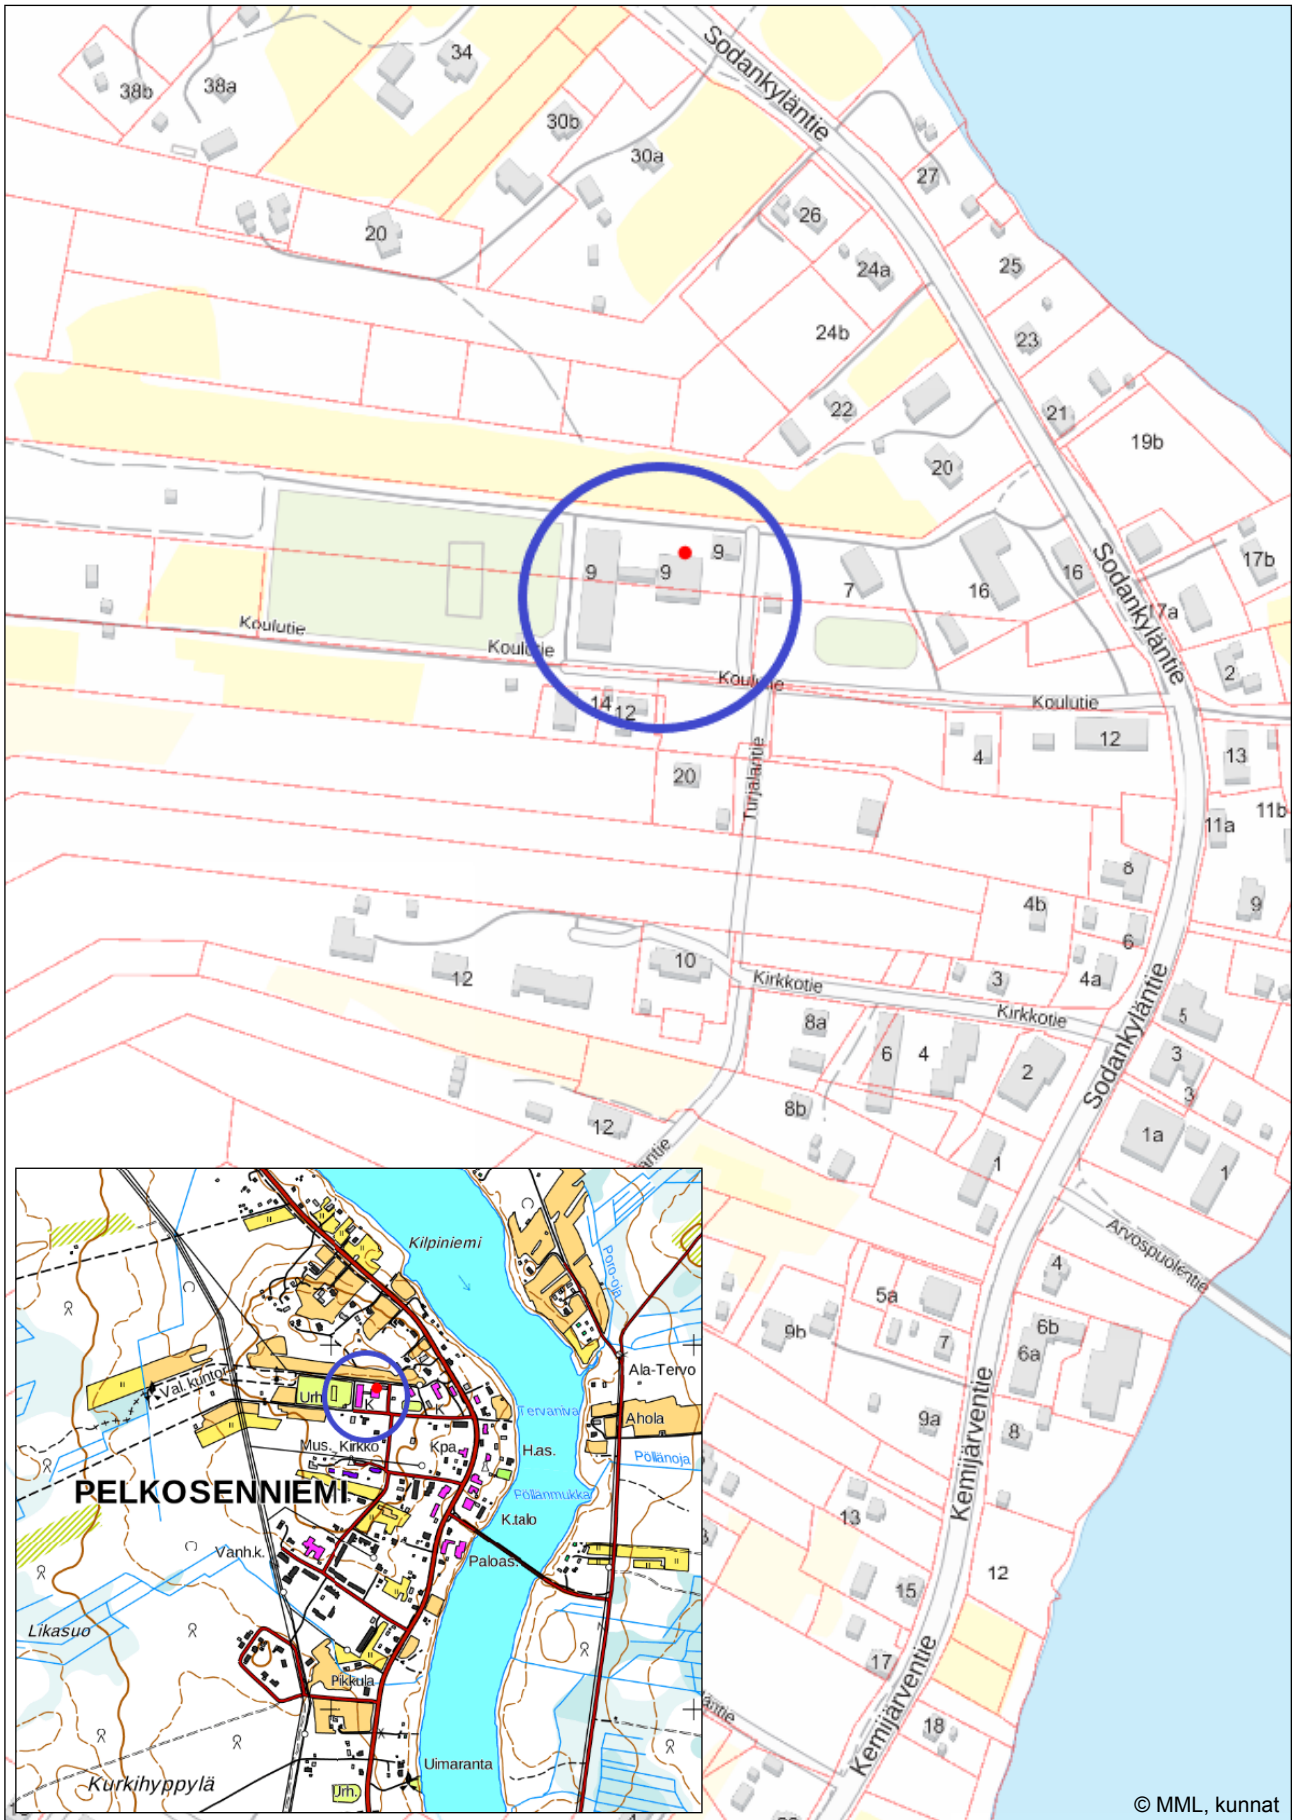 Sodankyläntie
34
38b
38a
30b
30a
27
26
20
24a
25
24b
23
22
21
19b
20
9
9
9
7
16
16
Sodankyläntie
17b
17a
Koulutie
Koulutie
Koulutie
Koulutie
2
14
12
4
12
13
20
Turjalantie
11a
11b
8
4b
9
6
10
12
Kirkkotie
3
4a
Kirkkotie
8a
5
6
4
2
3
3
Sodankyläntie
8b
12
1a
1
1
Arvospuolentie
4
5a
6b
9b
7
6a
9a
8
Kemijärventie
13
12
15
17
18
Kemijärventie
Kilpiniemi
Poro-oja
Ala-Tervo
Val. kuntor.
Urh.
K
K
Tervaniva
Ahola
Mus.
Kirkko
Kpa.
H.as.
Pöllänoja
PELKOSENNIEMI
Pöllänmukka
K.talo
Vanh.k.
Paloas.
Likasuo
Pikkula
Uimaranta
Kurkihyppylä
Urh.
© MML, kunnat